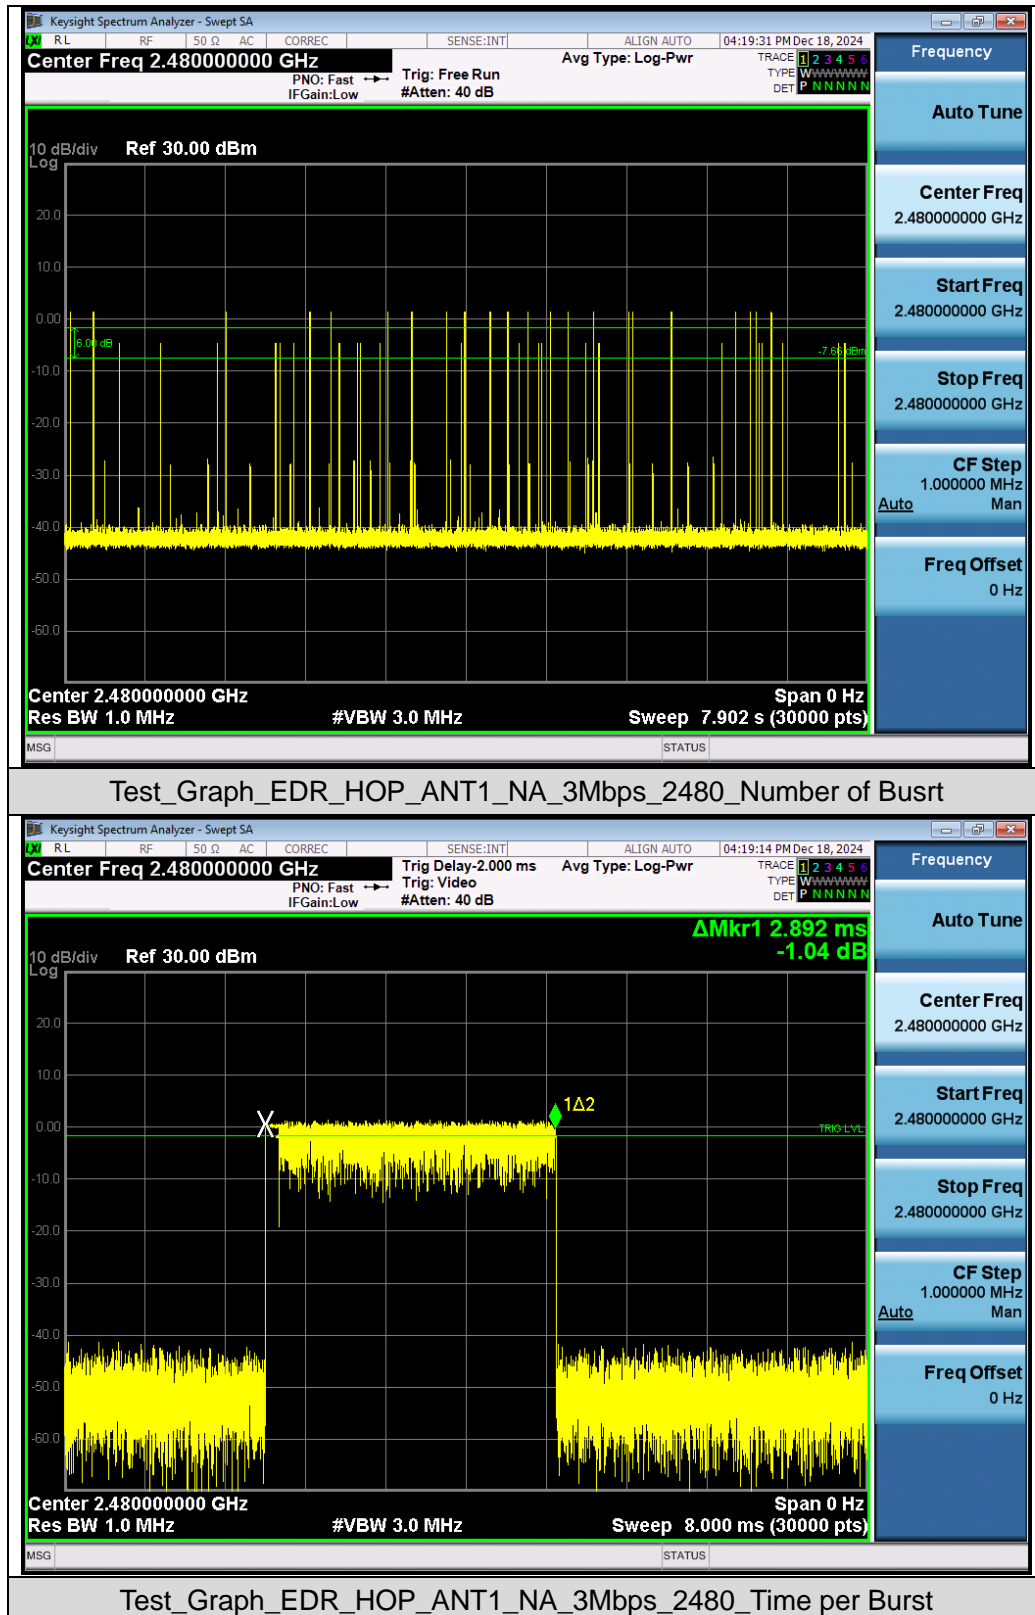 Keysight Spectrum Analyzer - Swept SA
LXI RL RF 50 Ω AC CORREC SENSE:INT ALIGN AUTO 04:19:31 PM Dec 18, 2024
Center Freq 2.480000000 GHz Avg Type: Log-Pwr TRACE 1 2 3 4 5 6
PNO: Fast Trig: Free Run TYPE WWWWWW
IFGain:Low #Atten: 40 dB DET P N N N N N
Frequency
Auto Tune
10 dB/div Ref 30.00 dBm
Log
20.0
10.0
0.00
6.00 dB
-7.66 dBm
-10.0
-20.0
-30.0
-40.0
-50.0
-60.0
Center Freq
2.480000000 GHz
Start Freq
2.480000000 GHz
Stop Freq
2.480000000 GHz
CF Step
1.000000 MHz
Auto Man
Freq Offset
0 Hz
Center 2.480000000 GHz Span 0 Hz
Res BW 1.0 MHz #VBW 3.0 MHz Sweep 7.902 s (30000 pts)
MSG STATUS
Test_Graph_EDR_HOP_ANT1_NA_3Mbps_2480_Number of Busrt
Keysight Spectrum Analyzer - Swept SA
LXI RL RF 50 Ω AC CORREC SENSE:INT ALIGN AUTO 04:19:14 PM Dec 18, 2024
Center Freq 2.480000000 GHz Trig Delay-2.000 ms Avg Type: Log-Pwr TRACE 1 2 3 4 5 6
PNO: Fast Trig: Video TYPE WWWWWW
IFGain:Low #Atten: 40 dB DET P N N N N N
Frequency
Auto Tune
ΔMkr1 2.892 ms
-1.04 dB
10 dB/div Ref 30.00 dBm
Log
20.0
10.0
0.00
1Δ2
TRIG LVL
-10.0
-20.0
-30.0
-40.0
-50.0
-60.0
Center Freq
2.480000000 GHz
Start Freq
2.480000000 GHz
Stop Freq
2.480000000 GHz
CF Step
1.000000 MHz
Auto Man
Freq Offset
0 Hz
Center 2.480000000 GHz Span 0 Hz
Res BW 1.0 MHz #VBW 3.0 MHz Sweep 8.000 ms (30000 pts)
MSG STATUS
Test_Graph_EDR_HOP_ANT1_NA_3Mbps_2480_Time per Burst